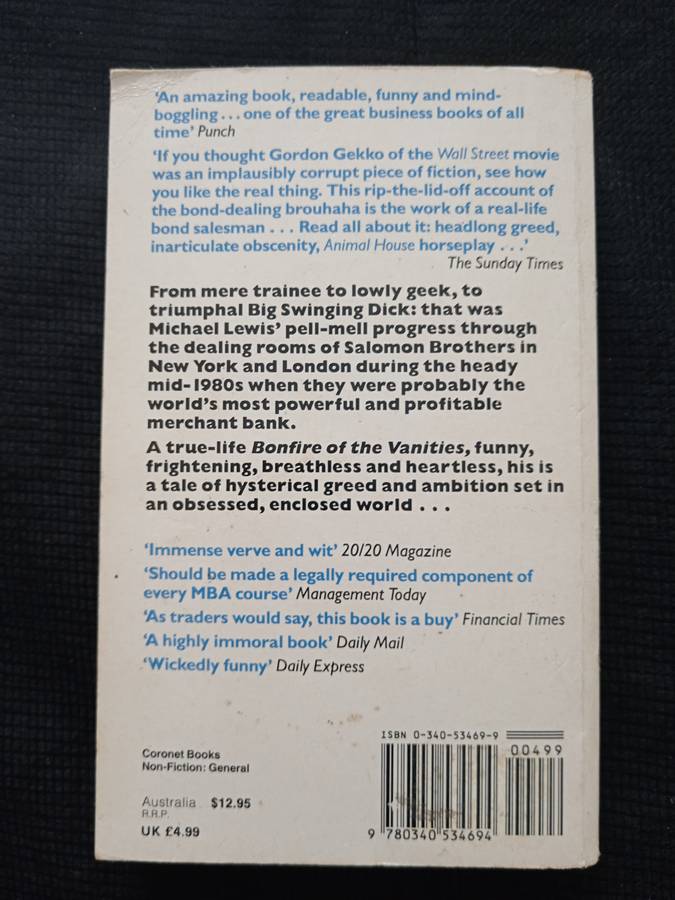 ‘An amazing book, readable, funny and mind-
boggling . . . one of the great business books of all
time’ Punch
‘If you thought Gordon Gekko of the Wall Street movie
was an implausibly corrupt piece of fiction, see how
you like the real thing. This rip-the-lid-off account of
the bond-dealing brouhaha is the work of a real-life
bond salesman . . . Read all about it: headlong greed,
inarticulate obscenity, Animal House horseplay . . .’
The Sunday Times
From mere trainee to lowly geek, to
triumphal Big Swinging Dick: that was
Michael Lewis’ pell-mell progress through
the dealing rooms of Salomon Brothers in
New York and London during the heady
mid-1980s when they were probably the
world’s most powerful and profitable
merchant bank.
A true-life Bonfire of the Vanities, funny,
frightening, breathless and heartless, his is
a tale of hysterical greed and ambition set in
an obsessed, enclosed world . . .
‘Immense verve and wit’ 20/20 Magazine
‘Should be made a legally required component of
every MBA course’ Management Today
‘As traders would say, this book is a buy’ Financial Times
‘A highly immoral book’ Daily Mail
‘Wickedly funny’ Daily Express
ISBN 0-340-53469-9
00499
Coronet Books
Non-Fiction: General
Australia $12.95
R.R.P.
UK £4.99
9 780340 534694